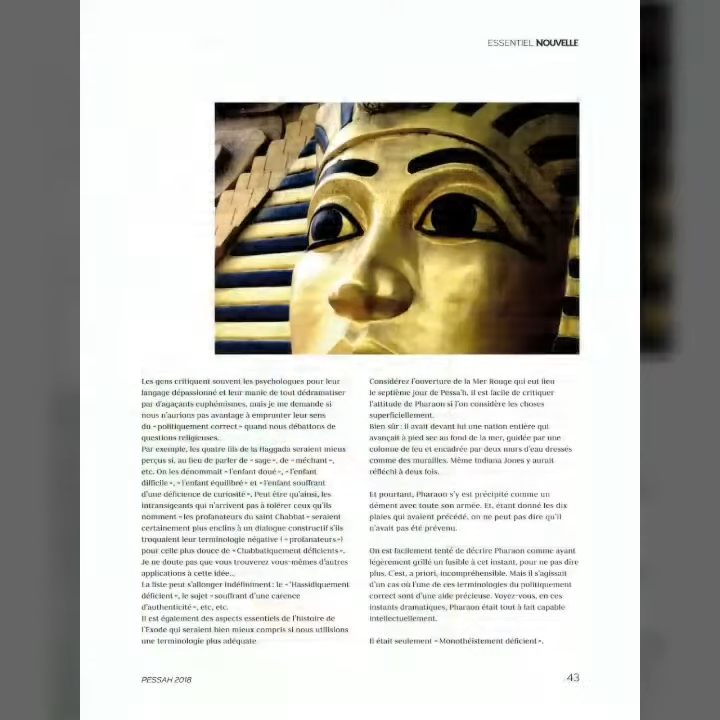 ESSENTIEL NOUVELLE
Les gens critiquent souvent les psychologues pour leur
langage dépassionné et leur manie de tout dédramatiser
par d'agaçants euphémismes, mais je me demande si
nous n'aurions pas avantage à emprunter leur sens
du « politiquement correct » quand nous débattons de
questions religieuses.
Par exemple, les quatre fils de la Haggada seraient mieux
perçus si, au lieu de parler de « sage », de « méchant »,
etc. On les dénommait « l'enfant doué », « l'enfant
difficile », « l'enfant équilibré » et « l'enfant souffrant
d'une déficience de curiosité ». Peut être qu'ainsi, les
intransigeants qui n'arrivent pas à tolérer ceux qu'ils
nomment « les profanateurs du saint Chabbat » seraient
certainement plus enclins à un dialogue constructif s'ils
troquaient leur terminologie négative (« profanateurs »)
pour celle plus douce de « Chabbatiquement déficients ».
Je ne doute pas que vous trouverez vous-mêmes d'autres
applications à cette idée...
La liste peut s'allonger indéfiniment : le « 'Hassidiquement
déficient », le sujet « souffrant d'une carence
d'authenticité », etc, etc.
Il est également des aspects essentiels de l'histoire de
l'Exode qui seraient bien mieux compris si nous utilisions
une terminologie plus adéquate.
Considérez l'ouverture de la Mer Rouge qui eut lieu
le septième jour de Pessa'h. Il est facile de critiquer
l'attitude de Pharaon si l'on considère les choses
superficiellement.
Bien sûr : il avait devant lui une nation entière qui
avançait à pied sec au fond de la mer, guidée par une
colonne de feu et encadrée par deux murs d'eau dressés
comme des murailles. Même Indiana Jones y aurait
réfléchi à deux fois.
Et pourtant, Pharaon s'y est précipité comme un
dément avec toute son armée. Et, étant donné les dix
plaies qui avaient précédé, on ne peut pas dire qu'il
n'avait pas été prévenu.
On est facilement tenté de décrire Pharaon comme ayant
légèrement grillé un fusible à cet instant, pour ne pas dire
plus. C'est, a priori, incompréhensible. Mais il s'agissait
d'un cas où l'une de ces terminologies du politiquement
correct sont d'une aide précieuse. Voyez-vous, en ces
instants dramatiques, Pharaon était tout à fait capable
intellectuellement.
Il était seulement « Monothéistement déficient ».
PESSAH 2018
43